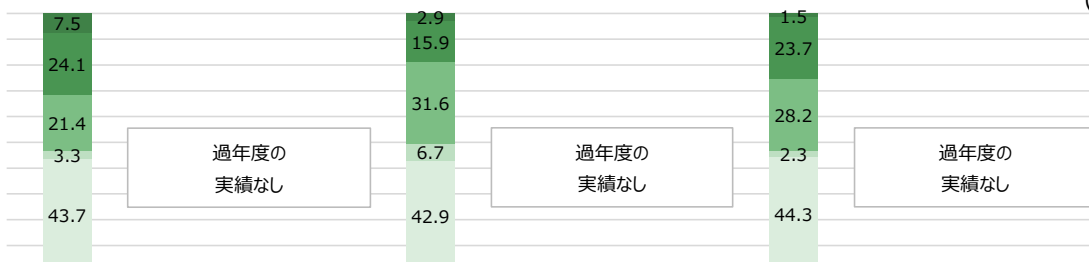 7.5
24.1
21.4
3.3
43.7
過年度の
実績なし
2.9
15.9
31.6
6.7
42.9
過年度の
実績なし
1.5
23.7
28.2
2.3
44.3
過年度の
実績なし